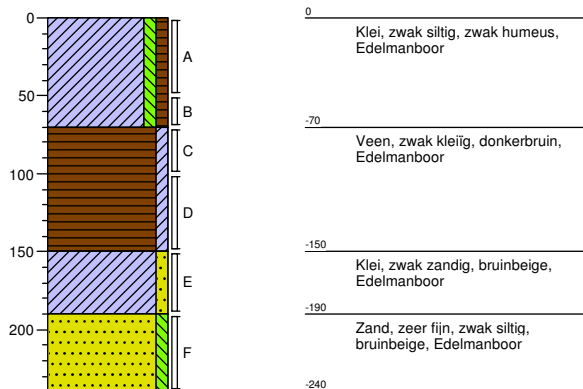 0
50
100
150
200
A
B
C
D
E
F
0
Klei, zwak siltig, zwak humeus,
Edelmanboor
-70
Veen, zwak kleiïg, donkerbruin,
Edelmanboor
-150
Klei, zwak zandig, bruinbeige,
Edelmanboor
-190
Zand, zeer fijn, zwak siltig,
bruinbeige, Edelmanboor
-240